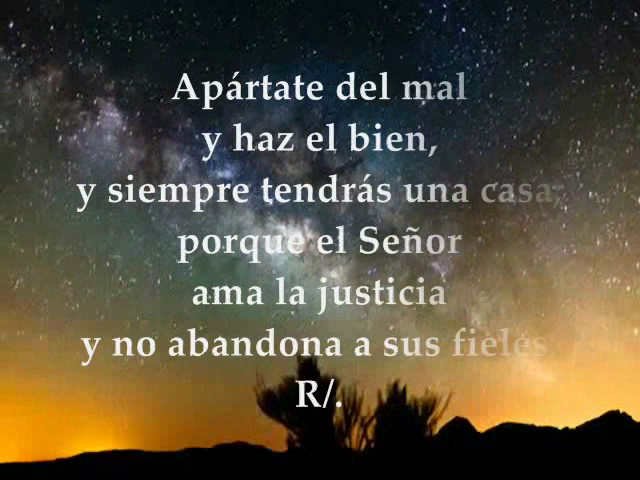 Apártate del mal
y haz el bien,
y siempre tendrás una casa;
porque el Señor
ama la justicia
y no abandona a sus fieles
R/.